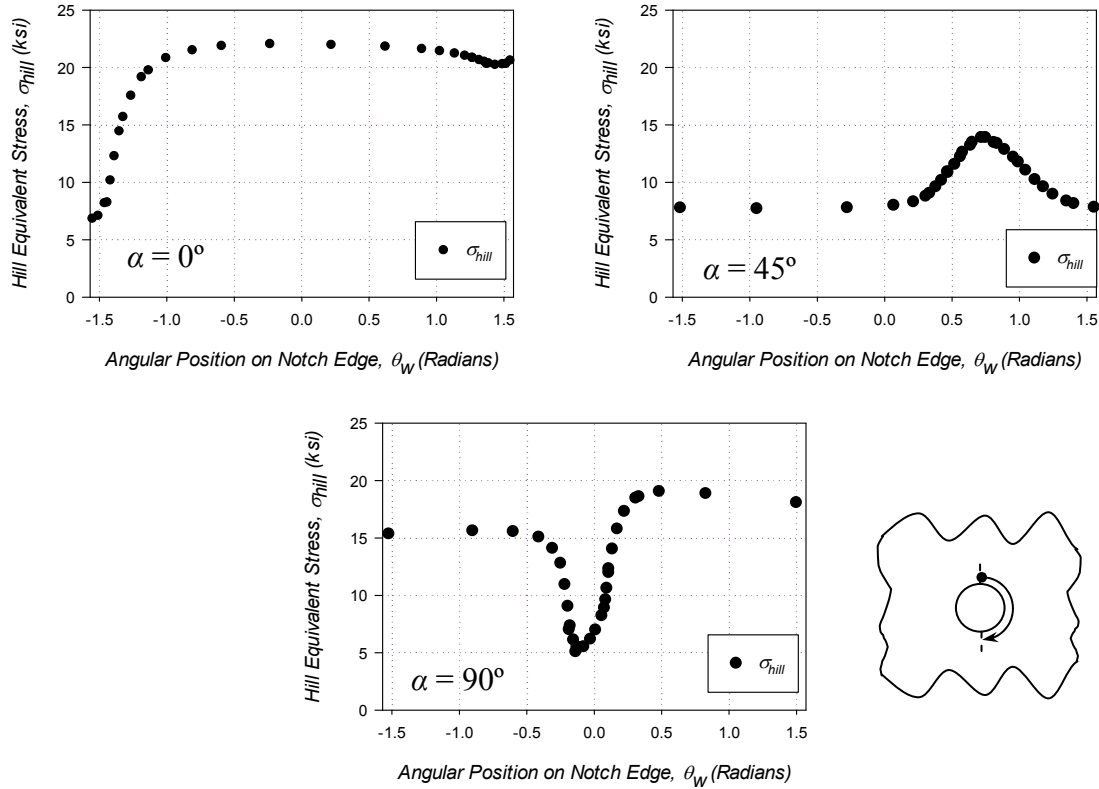 Hill Equivalent Stress, σhill (ksi)
25
20
15
10
5
0
α = 0º
σhill
-1.5 -1.0 -0.5 0.0 0.5 1.0 1.5
Angular Position on Notch Edge, θW (Radians)
Hill Equivalent Stress, σhill (ksi)
25
20
15
10
5
0
α = 45º
σhill
-1.5 -1.0 -0.5 0.0 0.5 1.0 1.5
Angular Position on Notch Edge, θW (Radians)
Hill Equivalent Stress, σhill (ksi)
25
20
15
10
5
0
α = 90º
σhill
-1.5 -1.0 -0.5 0.0 0.5 1.0 1.5
Angular Position on Notch Edge, θW (Radians)